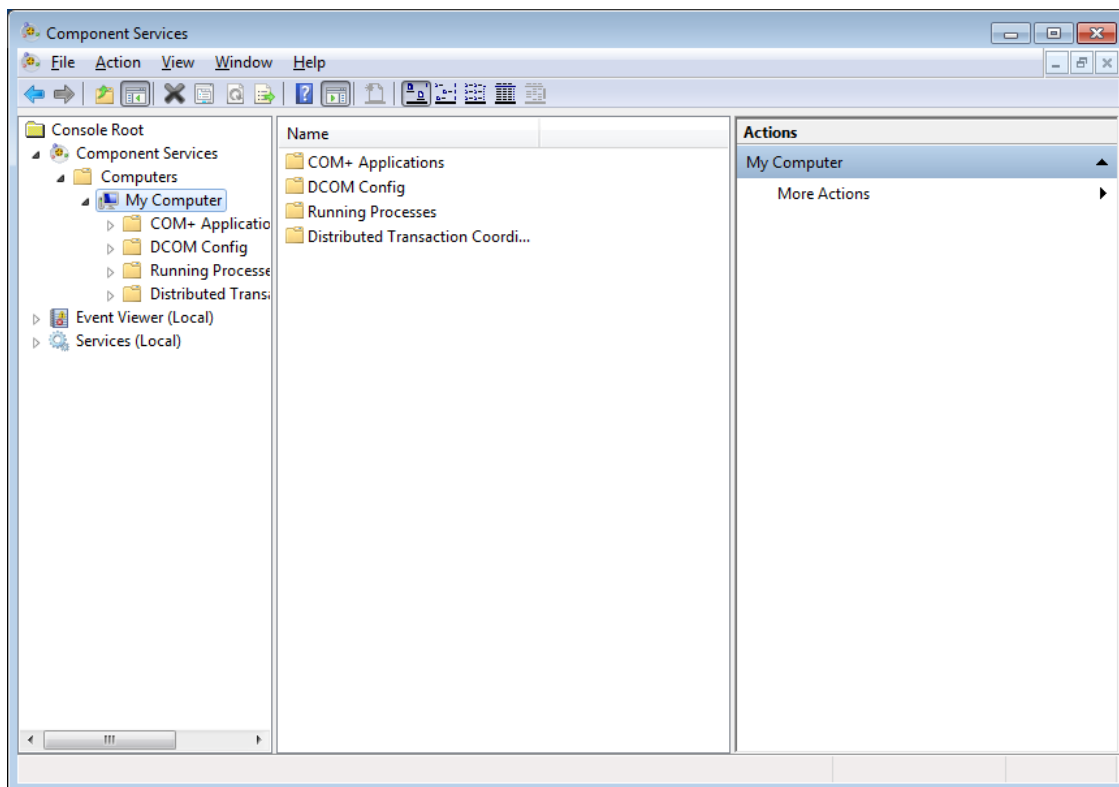 Component Services
File Action View Window Help
Console Root
Component Services
Computers
My Computer
COM+ Applicatio
DCOM Config
Running Processe
Distributed Transa
Event Viewer (Local)
Services (Local)
Name
COM+ Applications
DCOM Config
Running Processes
Distributed Transaction Coordi...
Actions
My Computer
More Actions